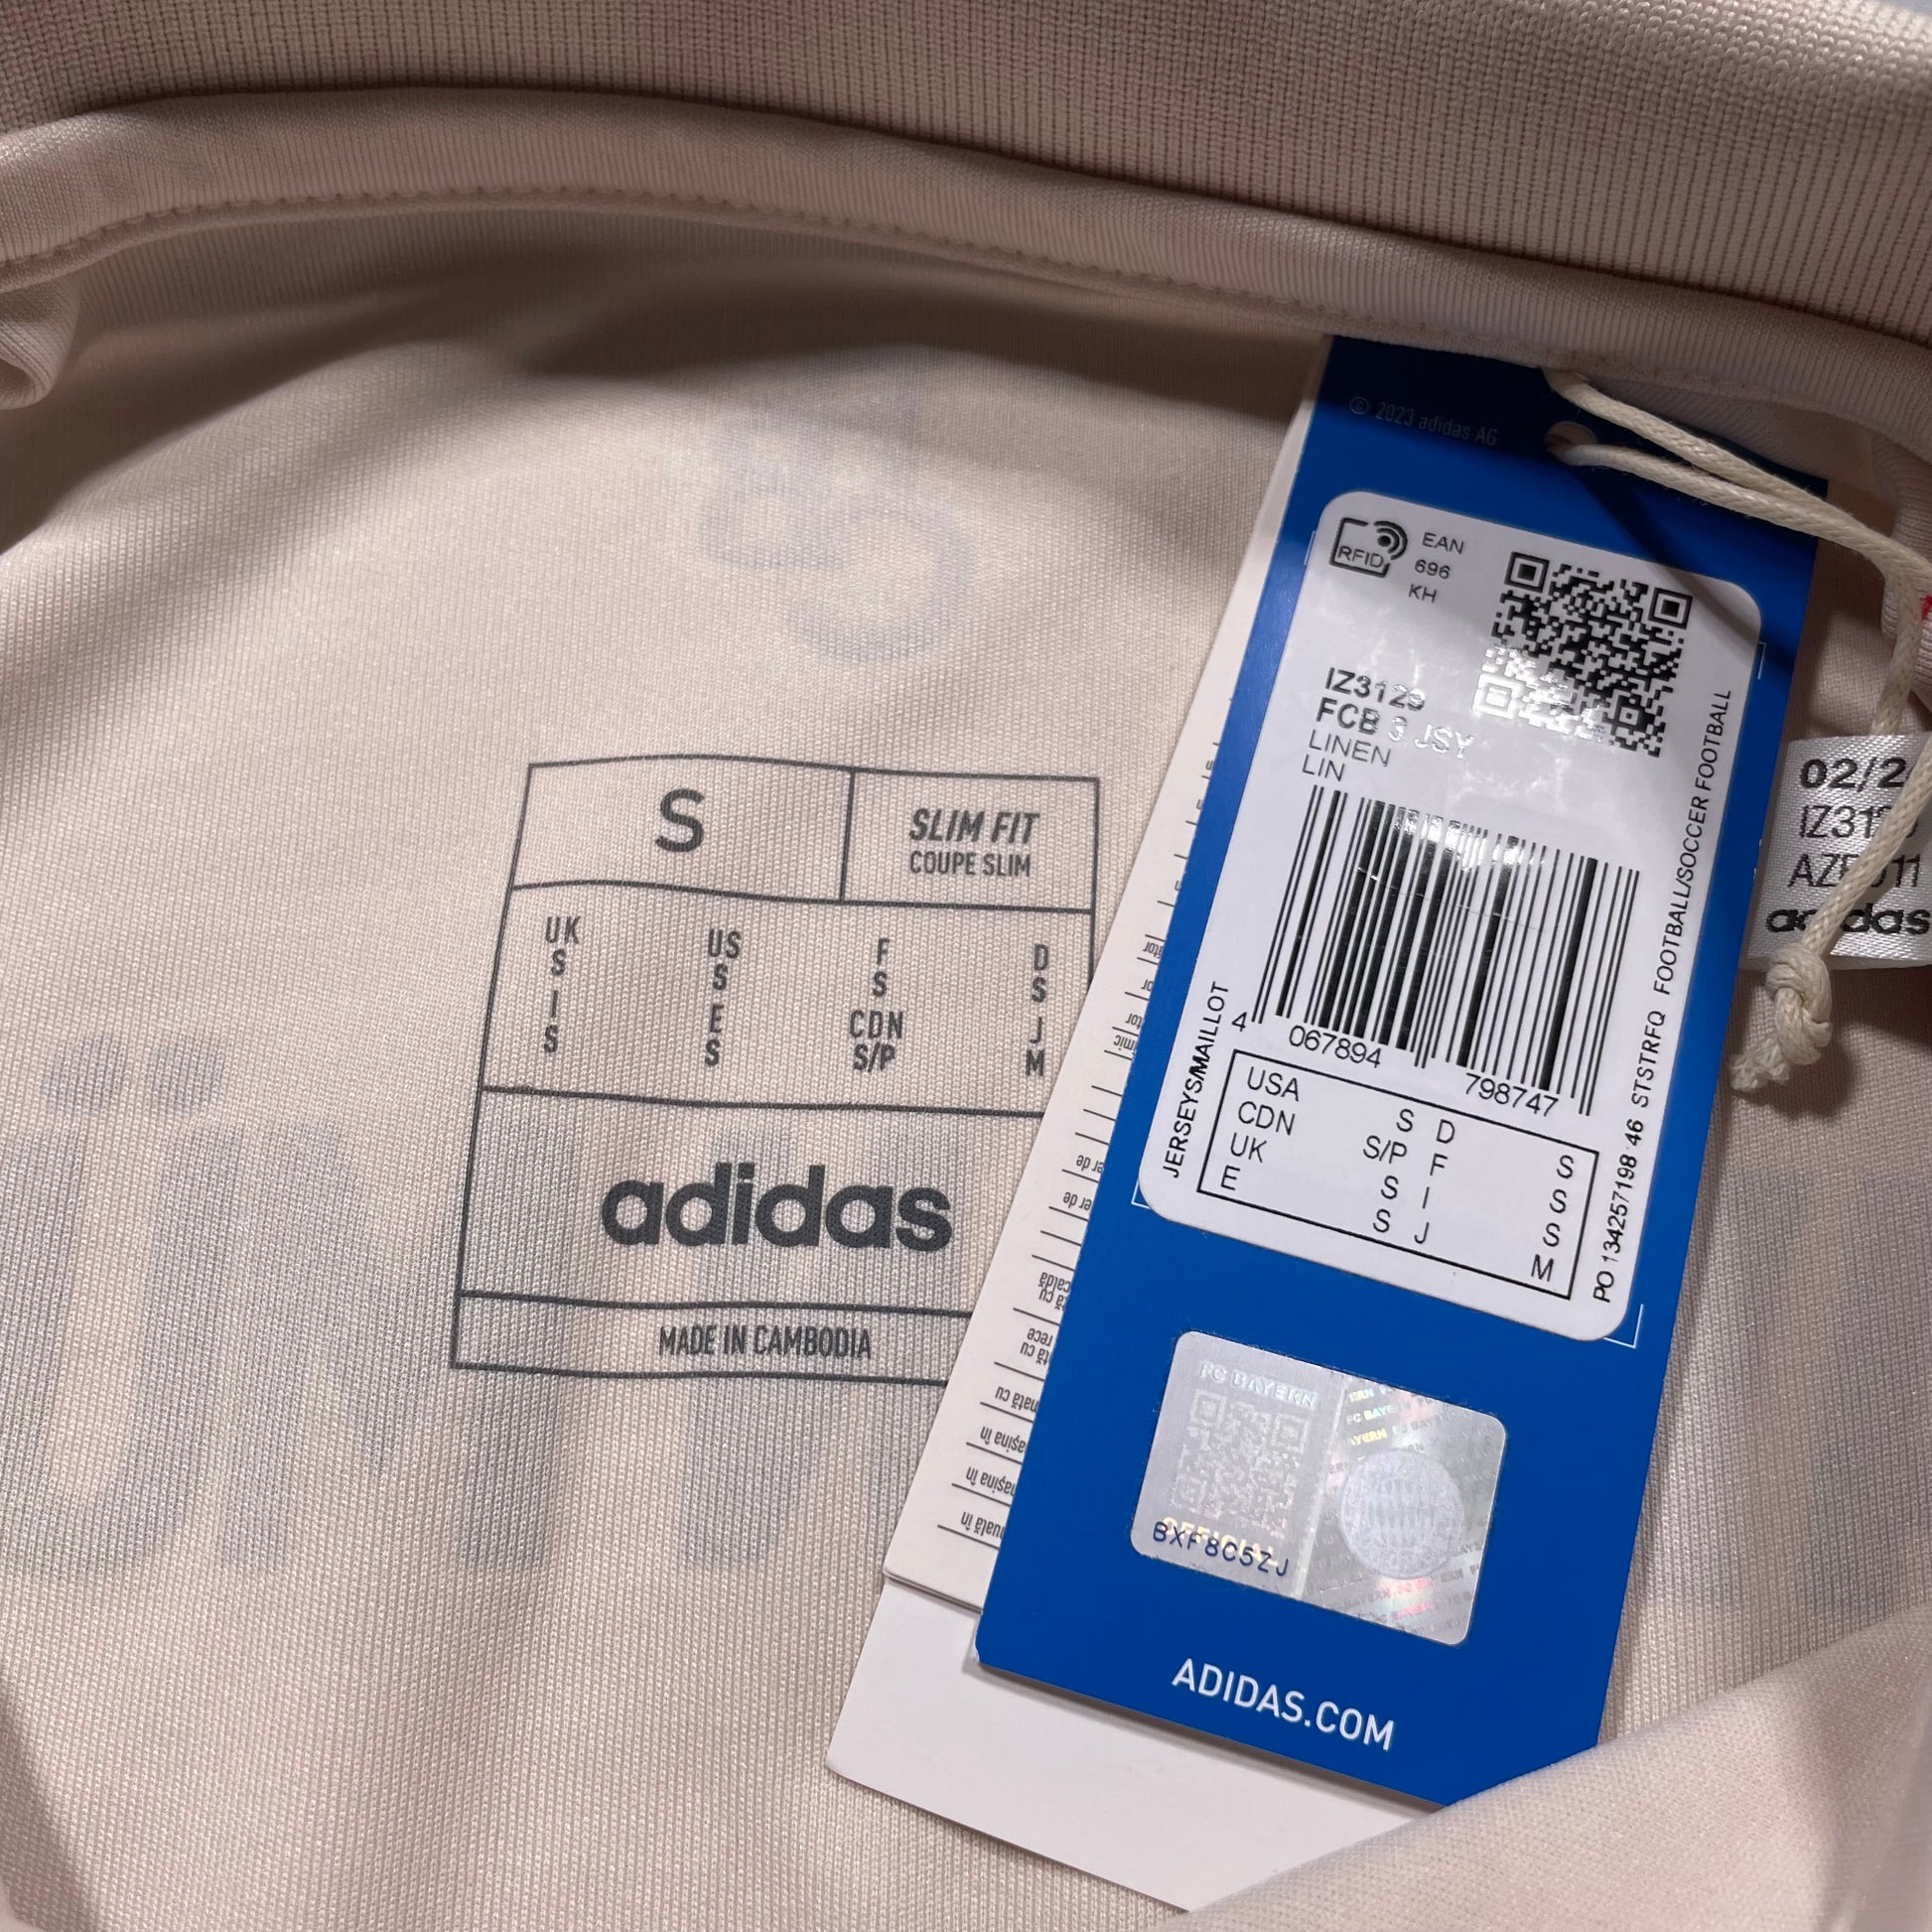 S
SLIM FIT
COUPE SLIM
UK US F D
S S S S
I E CDN J
S S S/P M
adidas
MADE IN CAMBODIA
© 2023 adidas AG
RFID
EAN
696
KH
IZ3129
FCB 3 JSY
LINEN
LIN
4 067894 798747
JERSEYS/MAILLOT
FOOTBALL/SOCCER FOOTBALL
PO 134257198 46 STSTRFQ
USA S D S
CDN S/P F S
UK S I S
E S J M
FC BAYERN
OFFICIAL
BXF8C5ZJ
ADIDAS.COM
02/2
adidas